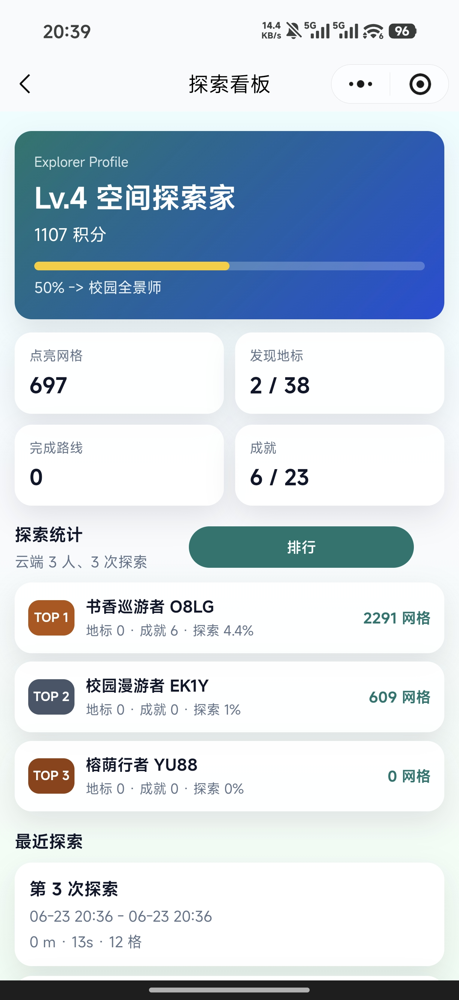 20:39
14.4 KB/s 5G 5G 6 96
探索看板
Explorer Profile
Lv.4 空间探索家
1107 积分
50% -> 校园全景师
点亮网格
697
发现地标
2 / 38
完成路线
0
成就
6 / 23
探索统计
云端 3 人、3 次探索
排行
TOP 1
书香巡游者 O8LG
地标 0 · 成就 6 · 探索 4.4%
2291 网格
TOP 2
校园漫游者 EK1Y
地标 0 · 成就 0 · 探索 1%
609 网格
TOP 3
榕荫行者 YU88
地标 0 · 成就 0 · 探索 0%
0 网格
最近探索
第 3 次探索
06-23 20:36 - 06-23 20:36
0 m · 13s · 12 格